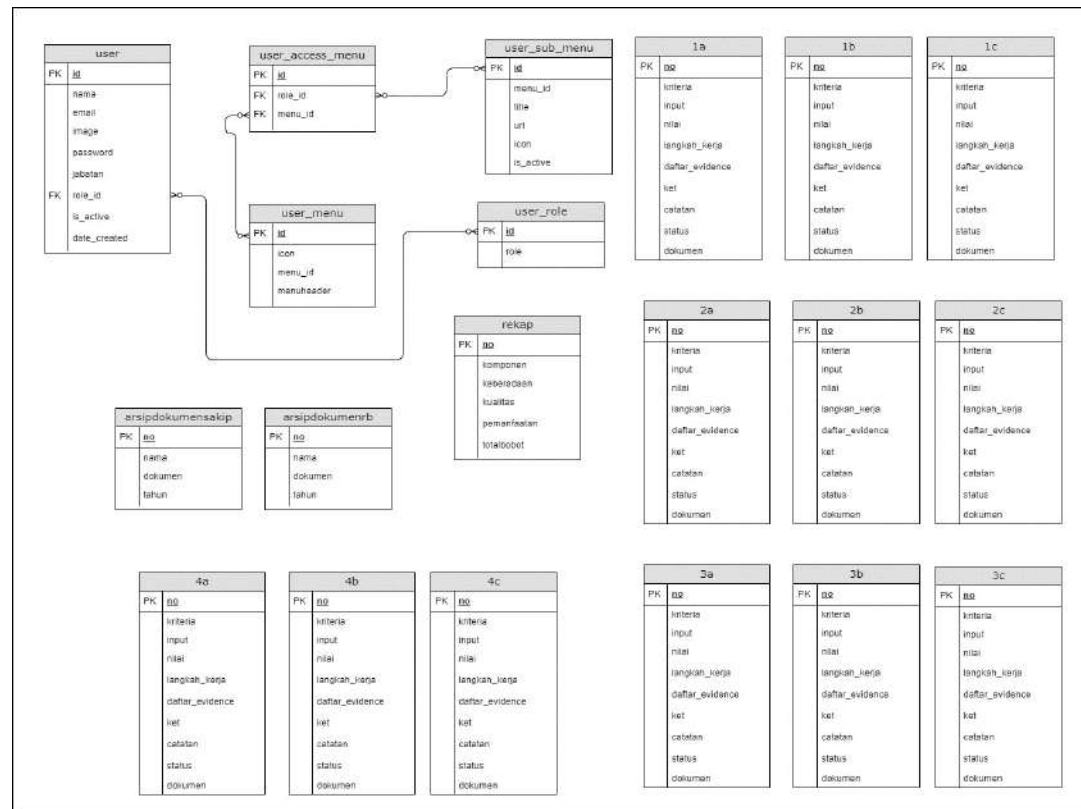 user
PK id
nama
email
image
password
jabatan
FK role_id
is_active
date_created
user_access_menu
PK id
FK role_id
FK menu_id
user_sub_menu
PK id
menu_id
title
url
icon
is_active
user_menu
PK id
icon
menu_id
menuheader
user_role
PK id
role
rekap
PK no
komponen
keberadaan
kualitas
pemanfaatan
totalbobot
arsipdokumensakip
PK no
nama
dokumen
tahun
arsipdokumenrb
PK no
nama
dokumen
tahun
1a
PK no
kriteria
input
nilai
langkah_kerja
daftar_evidence
ket
catatan
status
dokumen
1b
PK no
kriteria
input
nilai
langkah_kerja
daftar_evidence
ket
catatan
status
dokumen
1c
PK no
kriteria
input
nilai
langkah_kerja
daftar_evidence
ket
catatan
status
dokumen
2a
PK no
kriteria
input
nilai
langkah_kerja
daftar_evidence
ket
catatan
status
dokumen
2b
PK no
kriteria
input
nilai
langkah_kerja
daftar_evidence
ket
catatan
status
dokumen
2c
PK no
kriteria
input
nilai
langkah_kerja
daftar_evidence
ket
catatan
status
dokumen
4a
PK no
kriteria
input
nilai
langkah_kerja
daftar_evidence
ket
catatan
status
dokumen
4b
PK no
kriteria
input
nilai
langkah_kerja
daftar_evidence
ket
catatan
status
dokumen
4c
PK no
kriteria
input
nilai
langkah_kerja
daftar_evidence
ket
catatan
status
dokumen
3a
PK no
kriteria
input
nilai
langkah_kerja
daftar_evidence
ket
catatan
status
dokumen
3b
PK no
kriteria
input
nilai
langkah_kerja
daftar_evidence
ket
catatan
status
dokumen
3c
PK no
kriteria
input
nilai
langkah_kerja
daftar_evidence
ket
catatan
status
dokumen